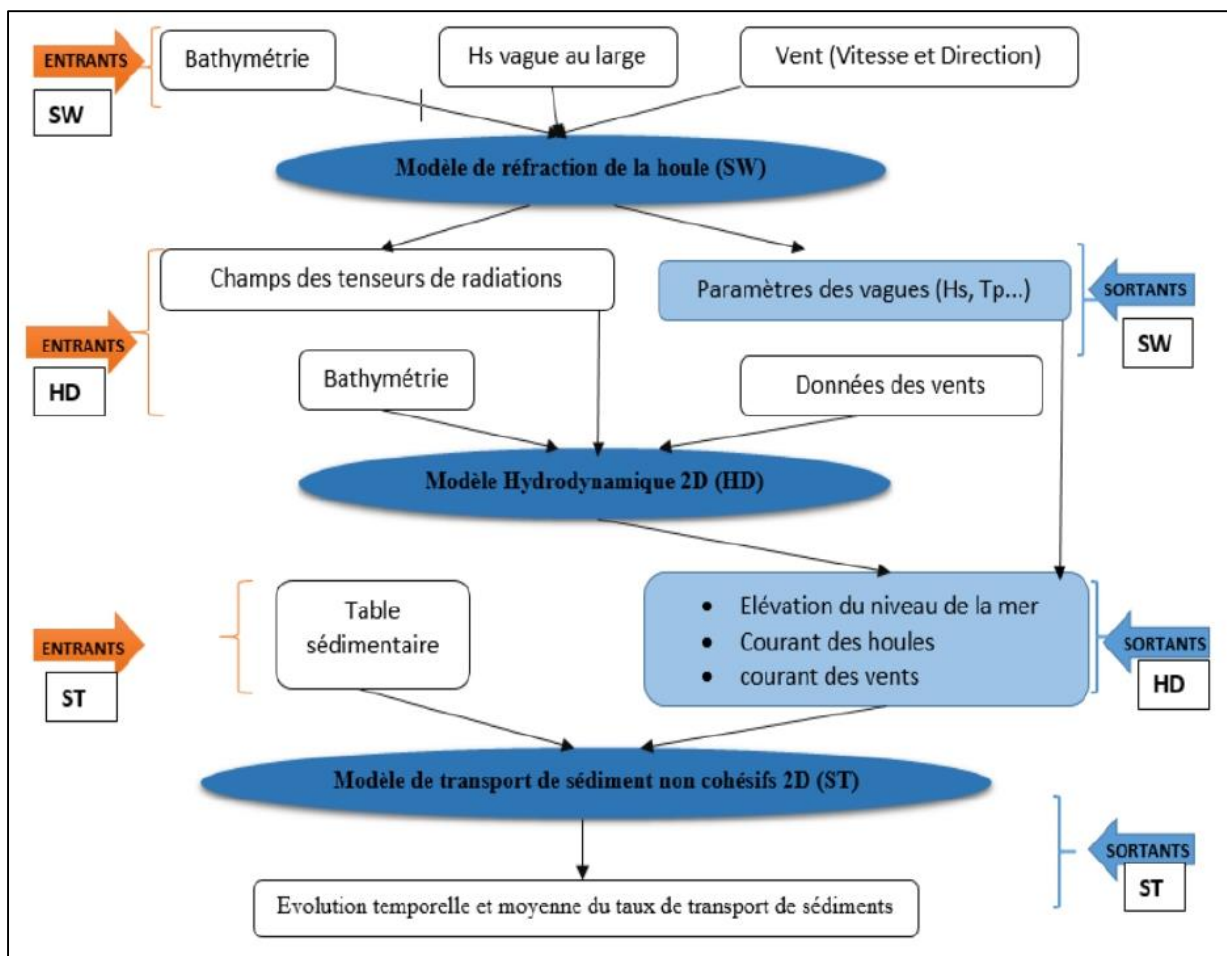 ENTRANTS
SW
Bathymétrie
Hs vague au large
Vent (Vitesse et Direction)
Modèle de réfraction de la houle (SW)
Champs des tenseurs de radiations
Paramètres des vagues (Hs, Tp...)
SORTANTS
SW
ENTRANTS
HD
Bathymétrie
Données des vents
Modèle Hydrodynamique 2D (HD)
ENTRANTS
ST
Table
sédimentaire
• Elévation du niveau de la mer
• Courant des houles
• courant des vents
SORTANTS
HD
Modèle de transport de sédiment non cohésifs 2D (ST)
SORTANTS
ST
Evolution temporelle et moyenne du taux de transport de sédiments